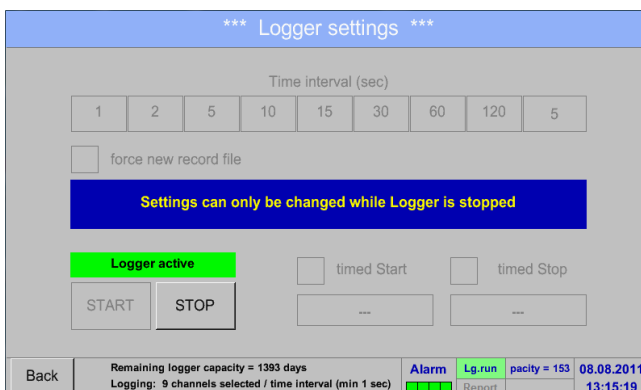 *** Logger settings ***
Time interval (sec)
1 2 5 10 15 30 60 120 5
force new record file
Settings can only be changed while Logger is stopped
Logger active
timed Start
timed Stop
START STOP
--- ---
Back
Remaining logger capacity = 1393 days
Logging: 9 channels selected / time interval (min 1 sec)
Alarm
Lg.run
Report
pacity = 153
08.08.2011
13:15:19